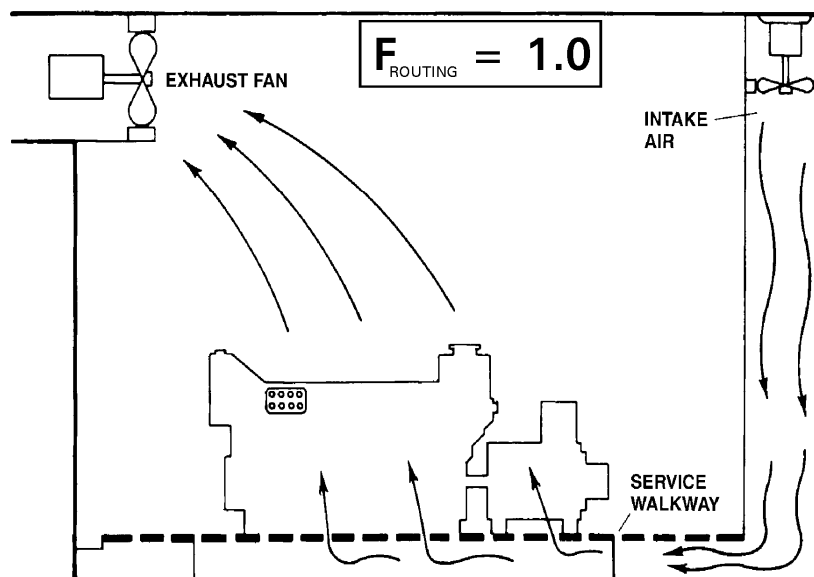 F ROUTING = 1.0
EXHAUST FAN
INTAKE
AIR
SERVICE
WALKWAY